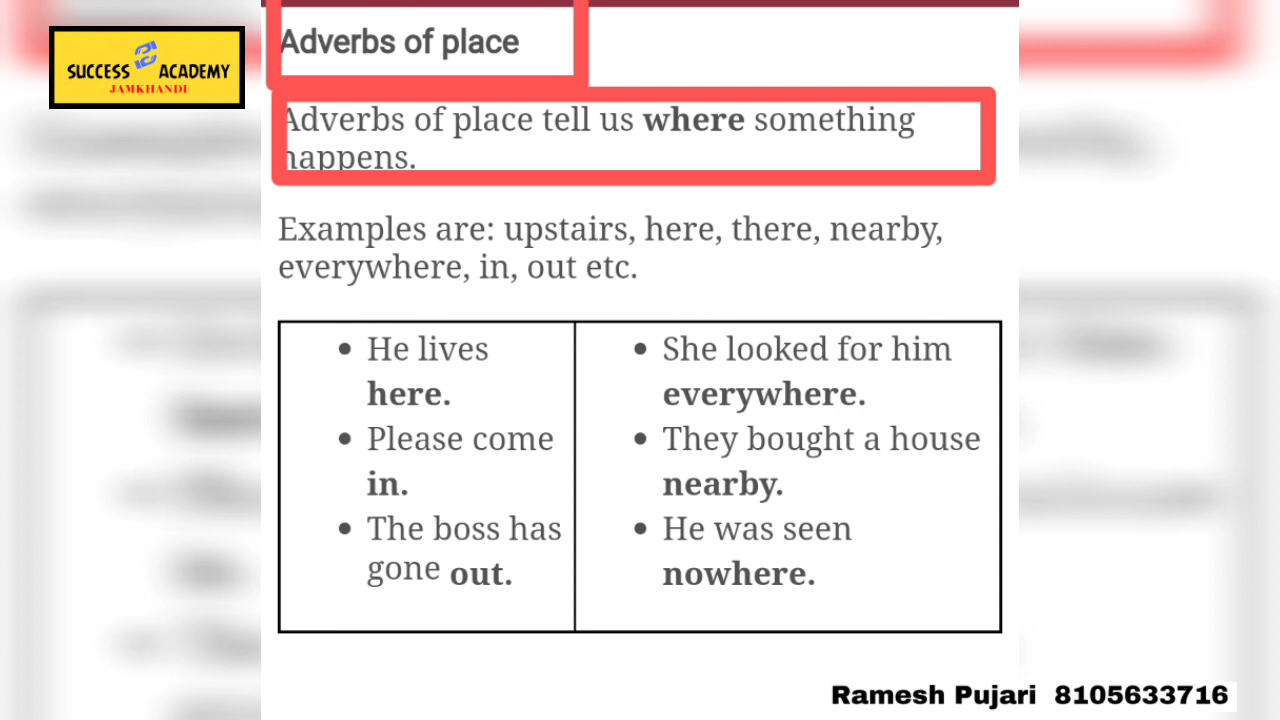 SUCCESS ACADEMY
JAMKHANDI
Adverbs of place
Adverbs of place tell us where something
happens.
Examples are: upstairs, here, there, nearby,
everywhere, in, out etc.
He lives
here.
Please come
in.
The boss has
gone out.
She looked for him
everywhere.
They bought a house
nearby.
He was seen
nowhere.
Ramesh Pujari 8105633716